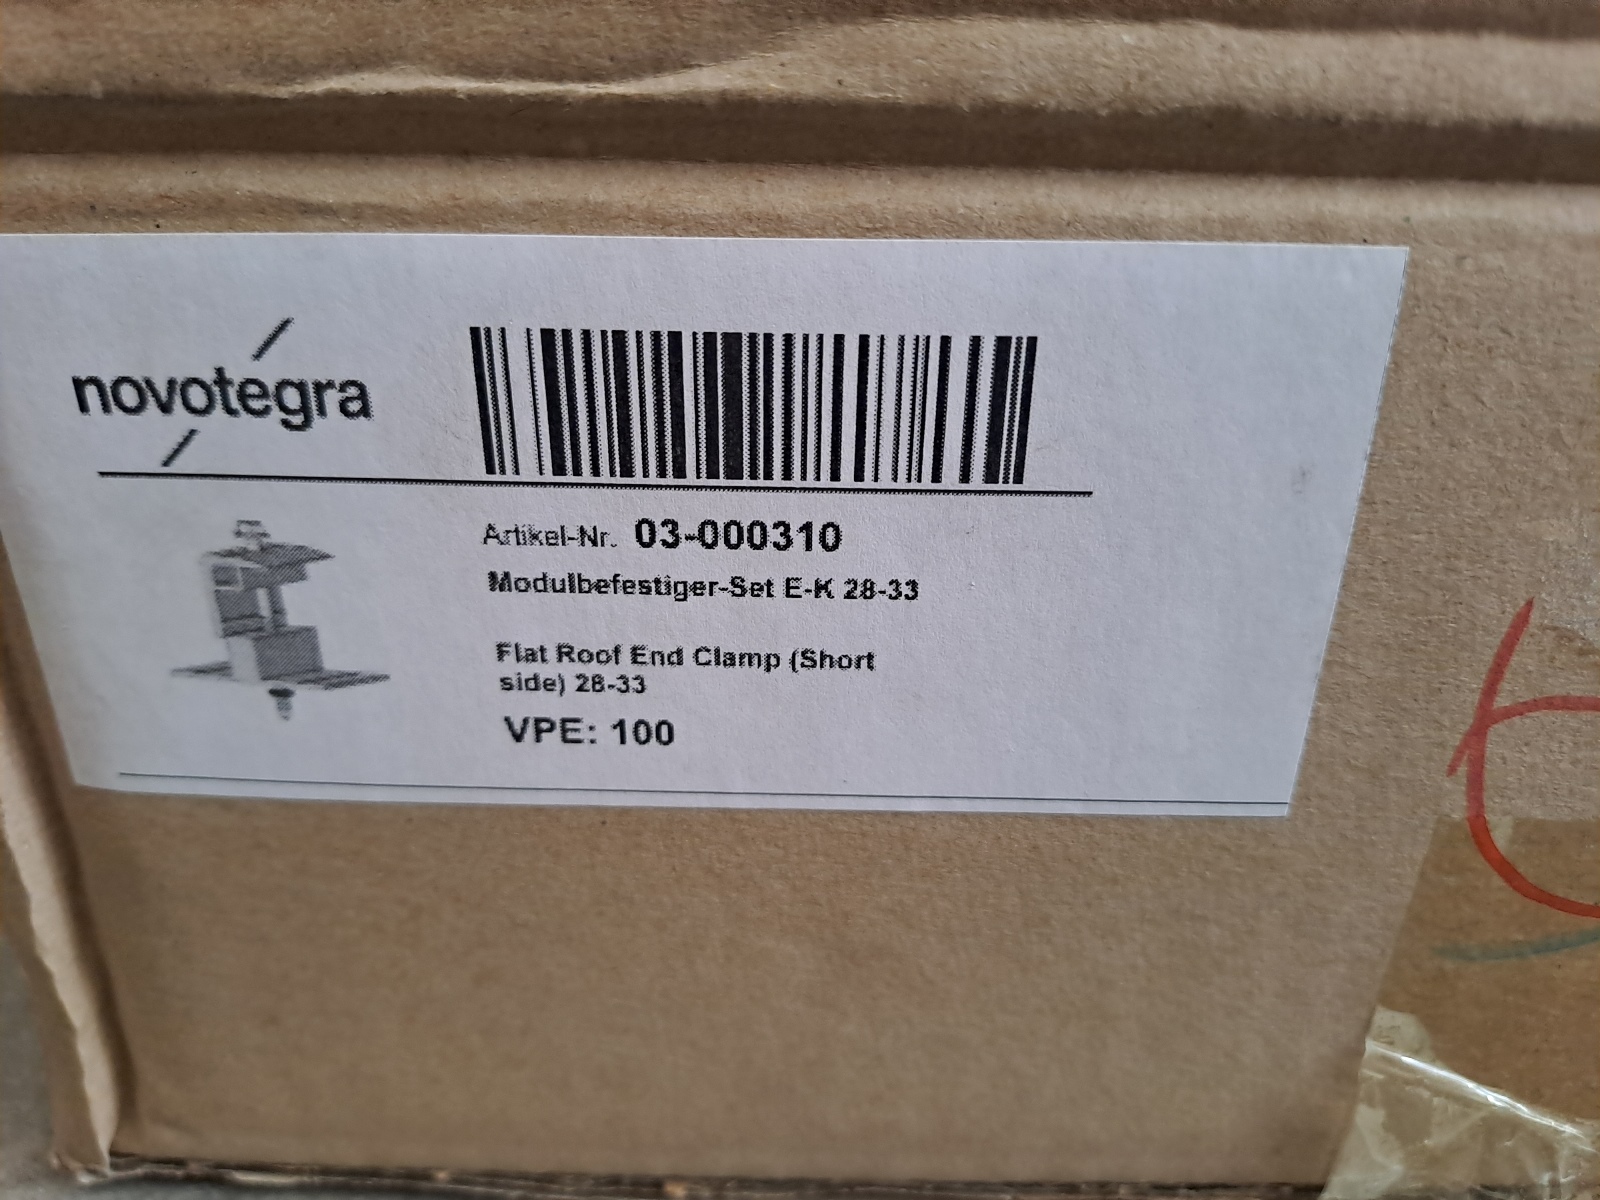 novotegra
Artikel-Nr. 03-000310
Modulbefestiger-Set E-K 28-33
Flat Roof End Clamp (Short
side) 28-33
VPE: 100